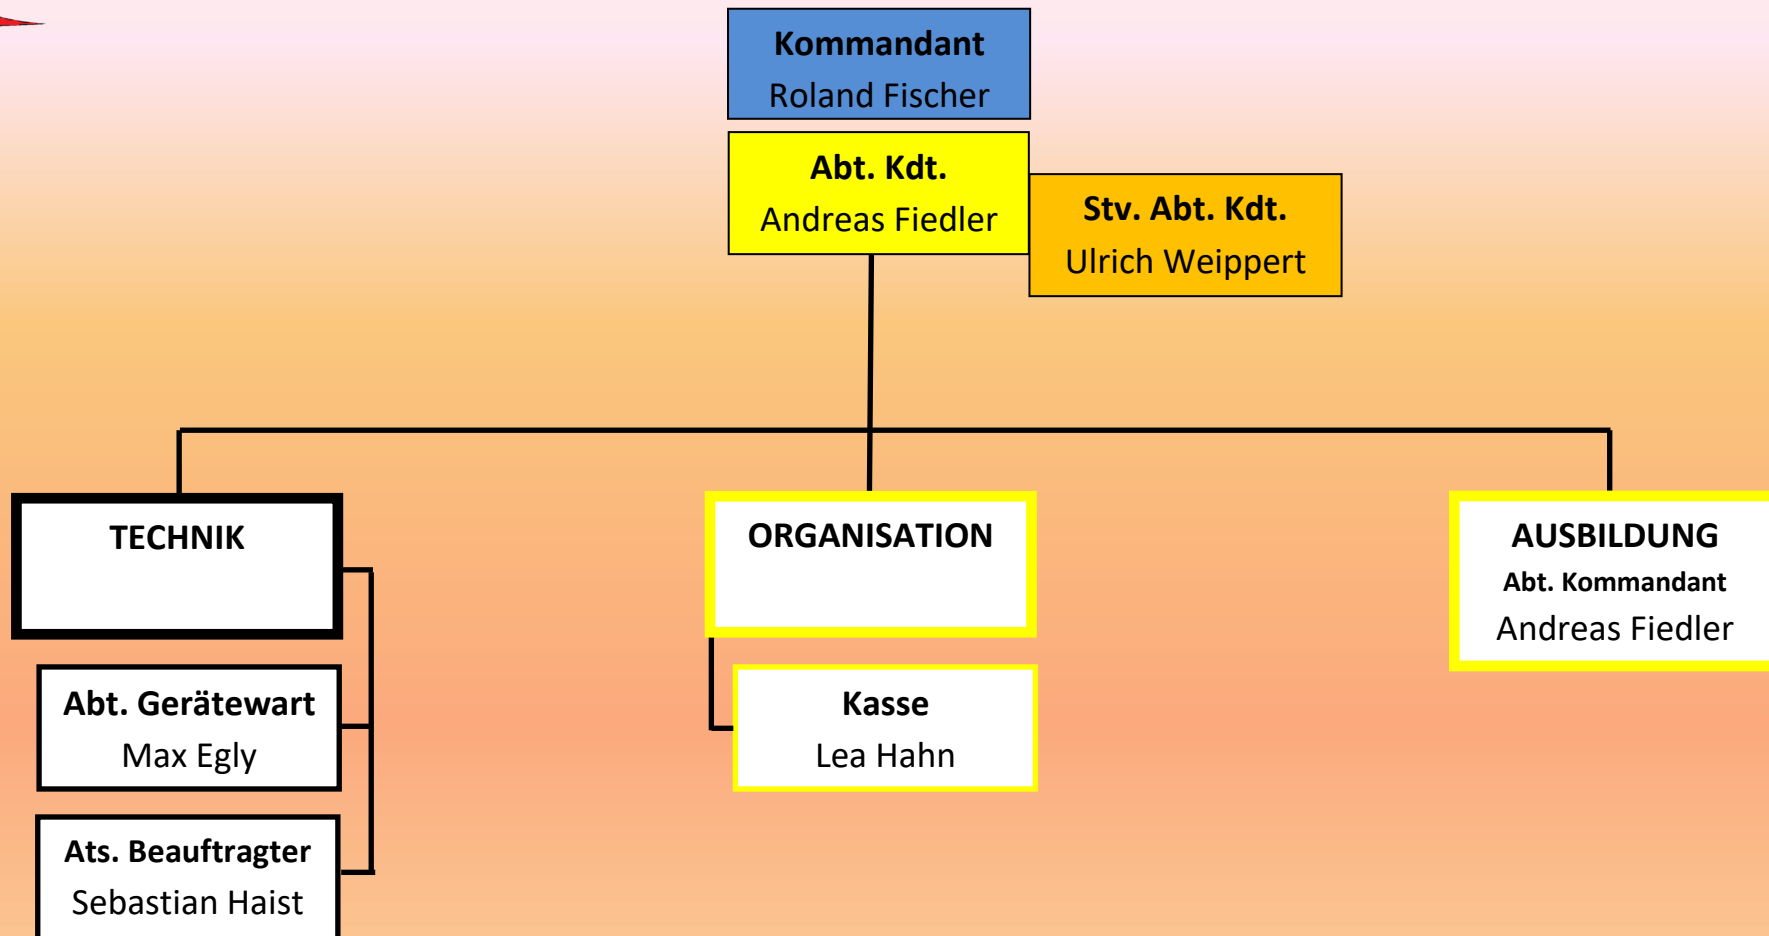 Kommandant
Roland Fischer
Abt. Kdt.
Andreas Fiedler
Stv. Abt. Kdt.
Ulrich Weippert
TECHNIK
Abt. Gerätewart
Max Egly
Ats. Beauftragter
Sebastian Haist
ORGANISATION
Kasse
Lea Hahn
AUSBILDUNG
Abt. Kommandant
Andreas Fiedler